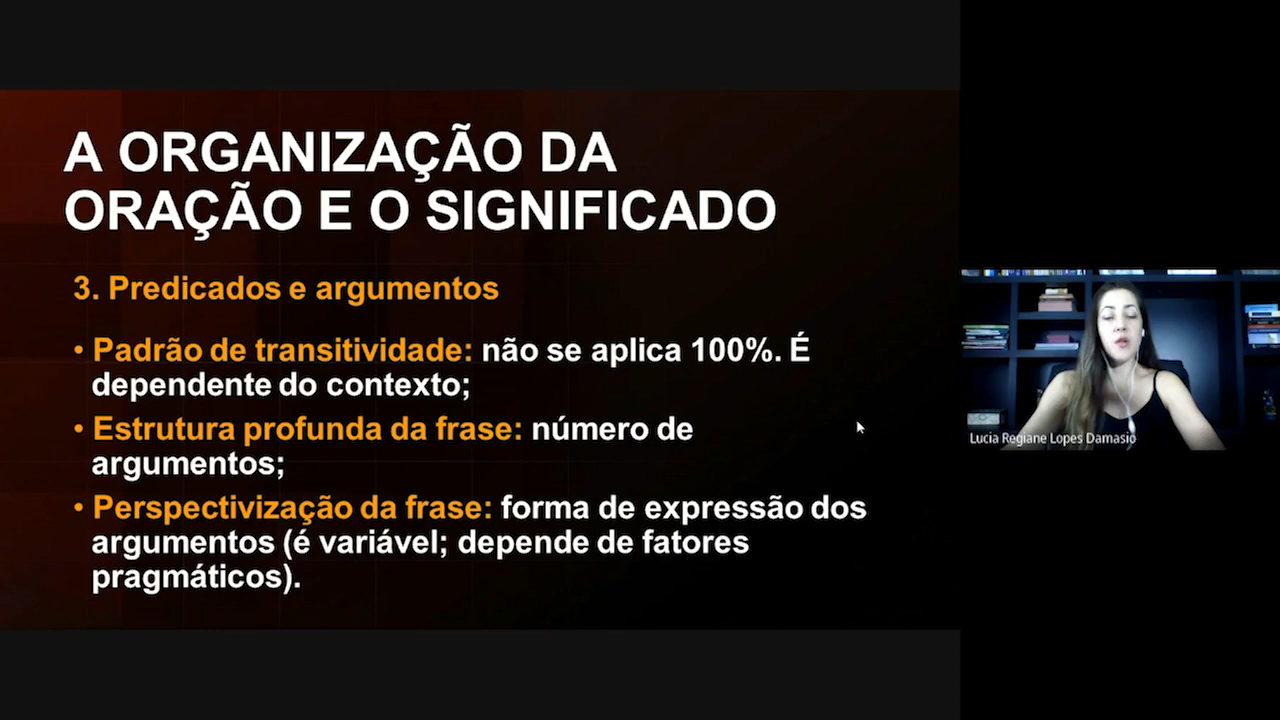 A ORGANIZAÇÃO DA
ORAÇÃO E O SIGNIFICADO
3. Predicados e argumentos
• Padrão de transitividade: não se aplica 100%. É
dependente do contexto;
• Estrutura profunda da frase: número de
argumentos;
• Perspectivização da frase: forma de expressão dos
argumentos (é variável; depende de fatores
pragmáticos).
Lucia Regiane Lopes Damasio